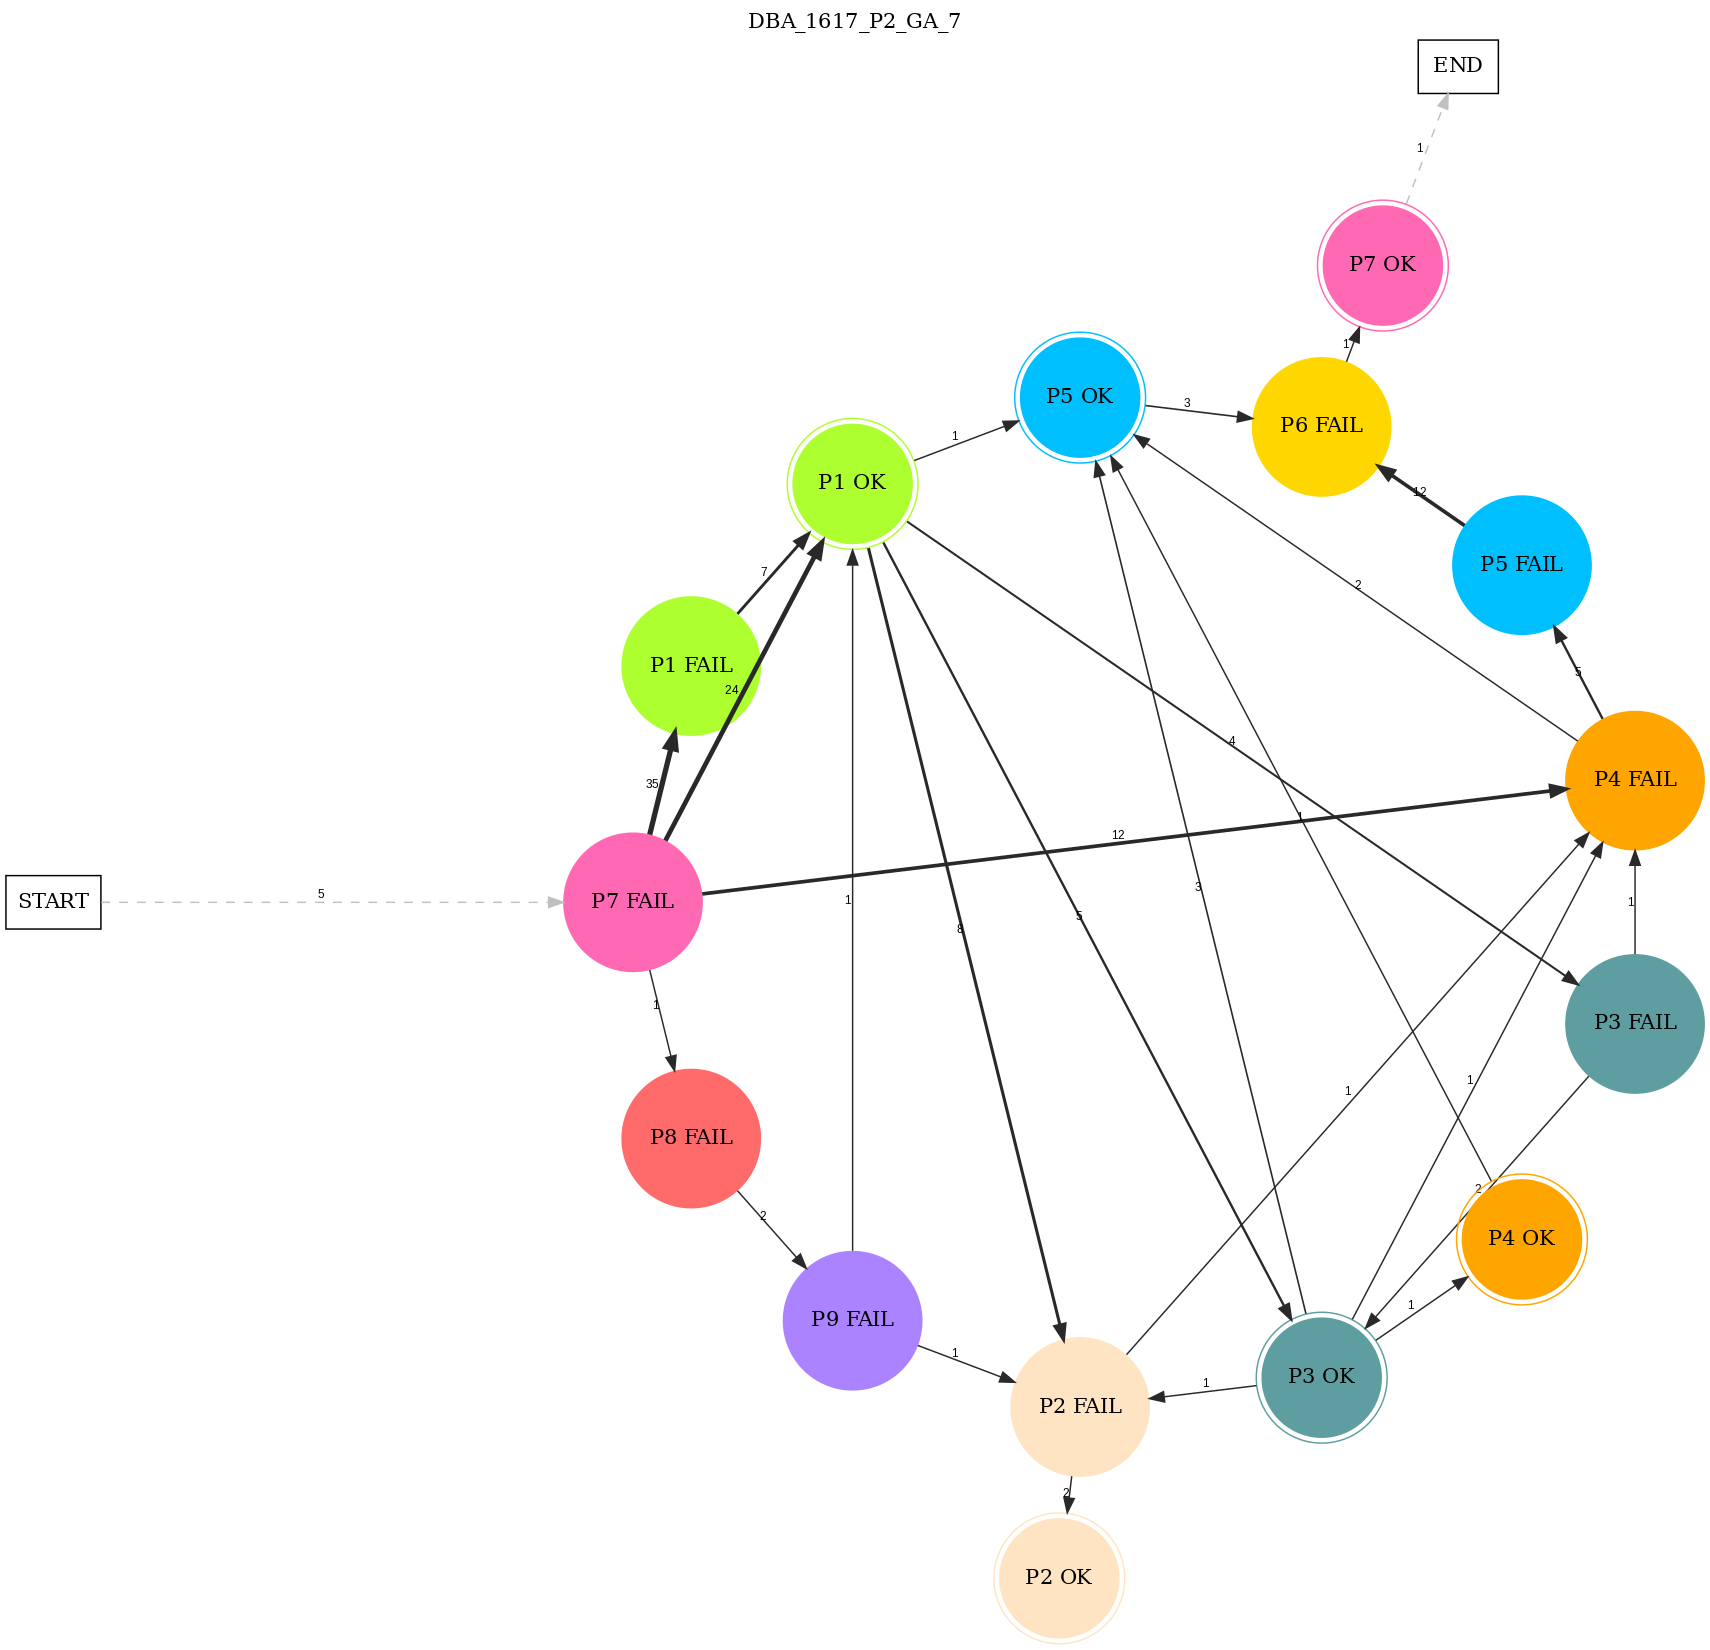 DBA_1617_P2_GA_7
END
1
P7 OK
1
P5 OK
3
P6 FAIL
1
P1 OK
12
P5 FAIL
7
2
P1 FAIL
24
5
4
35
P4 FAIL
1
12
START
5
P7 FAIL
1
3
1
8
5
1
P3 FAIL
1
1
P8 FAIL
2
2
P4 OK
P9 FAIL
1
1
1
P3 OK
P2 FAIL
2
P2 OK